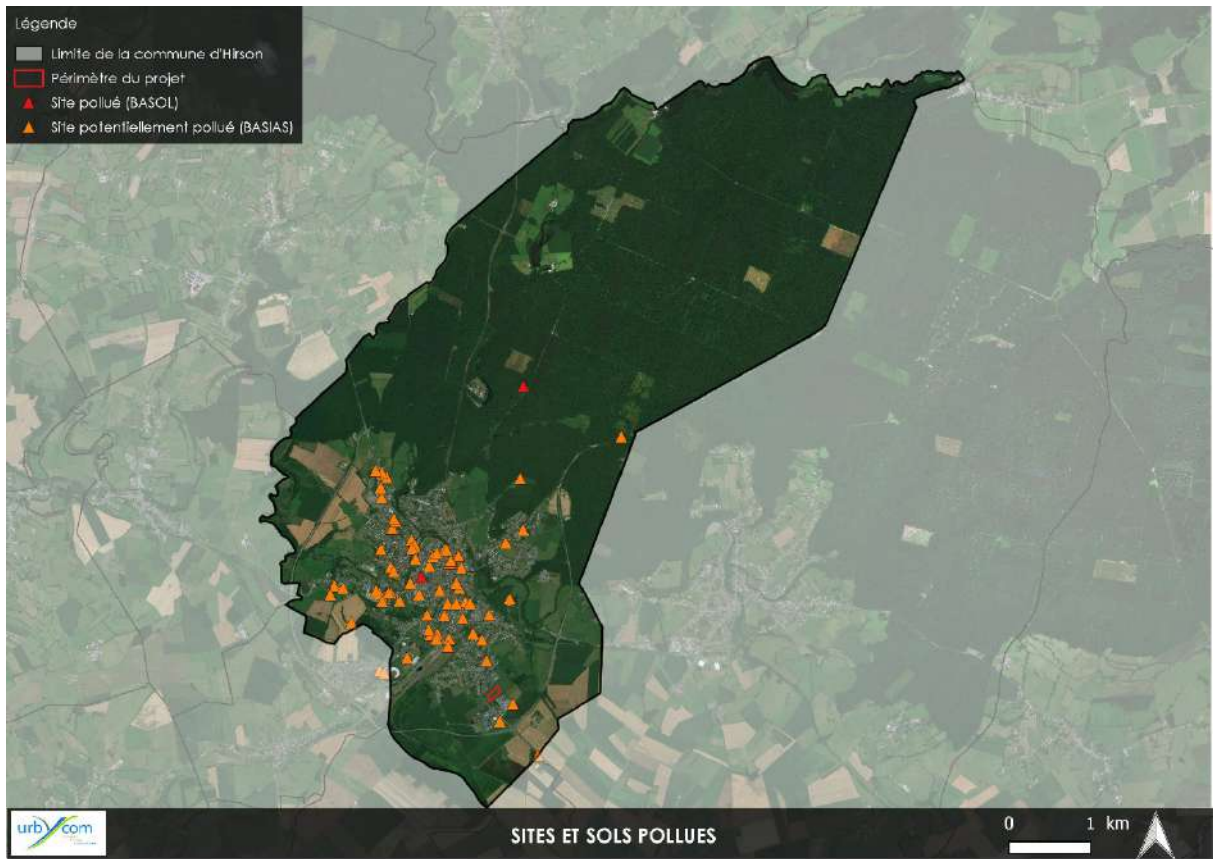 Légende
Limite de la commune d'Hirson
Périmètre du projet
Site pollué (BASOL)
Site potentiellement pollué (BASIAS)
urbycom
SITES ET SOLS POLLUES
0 1 km